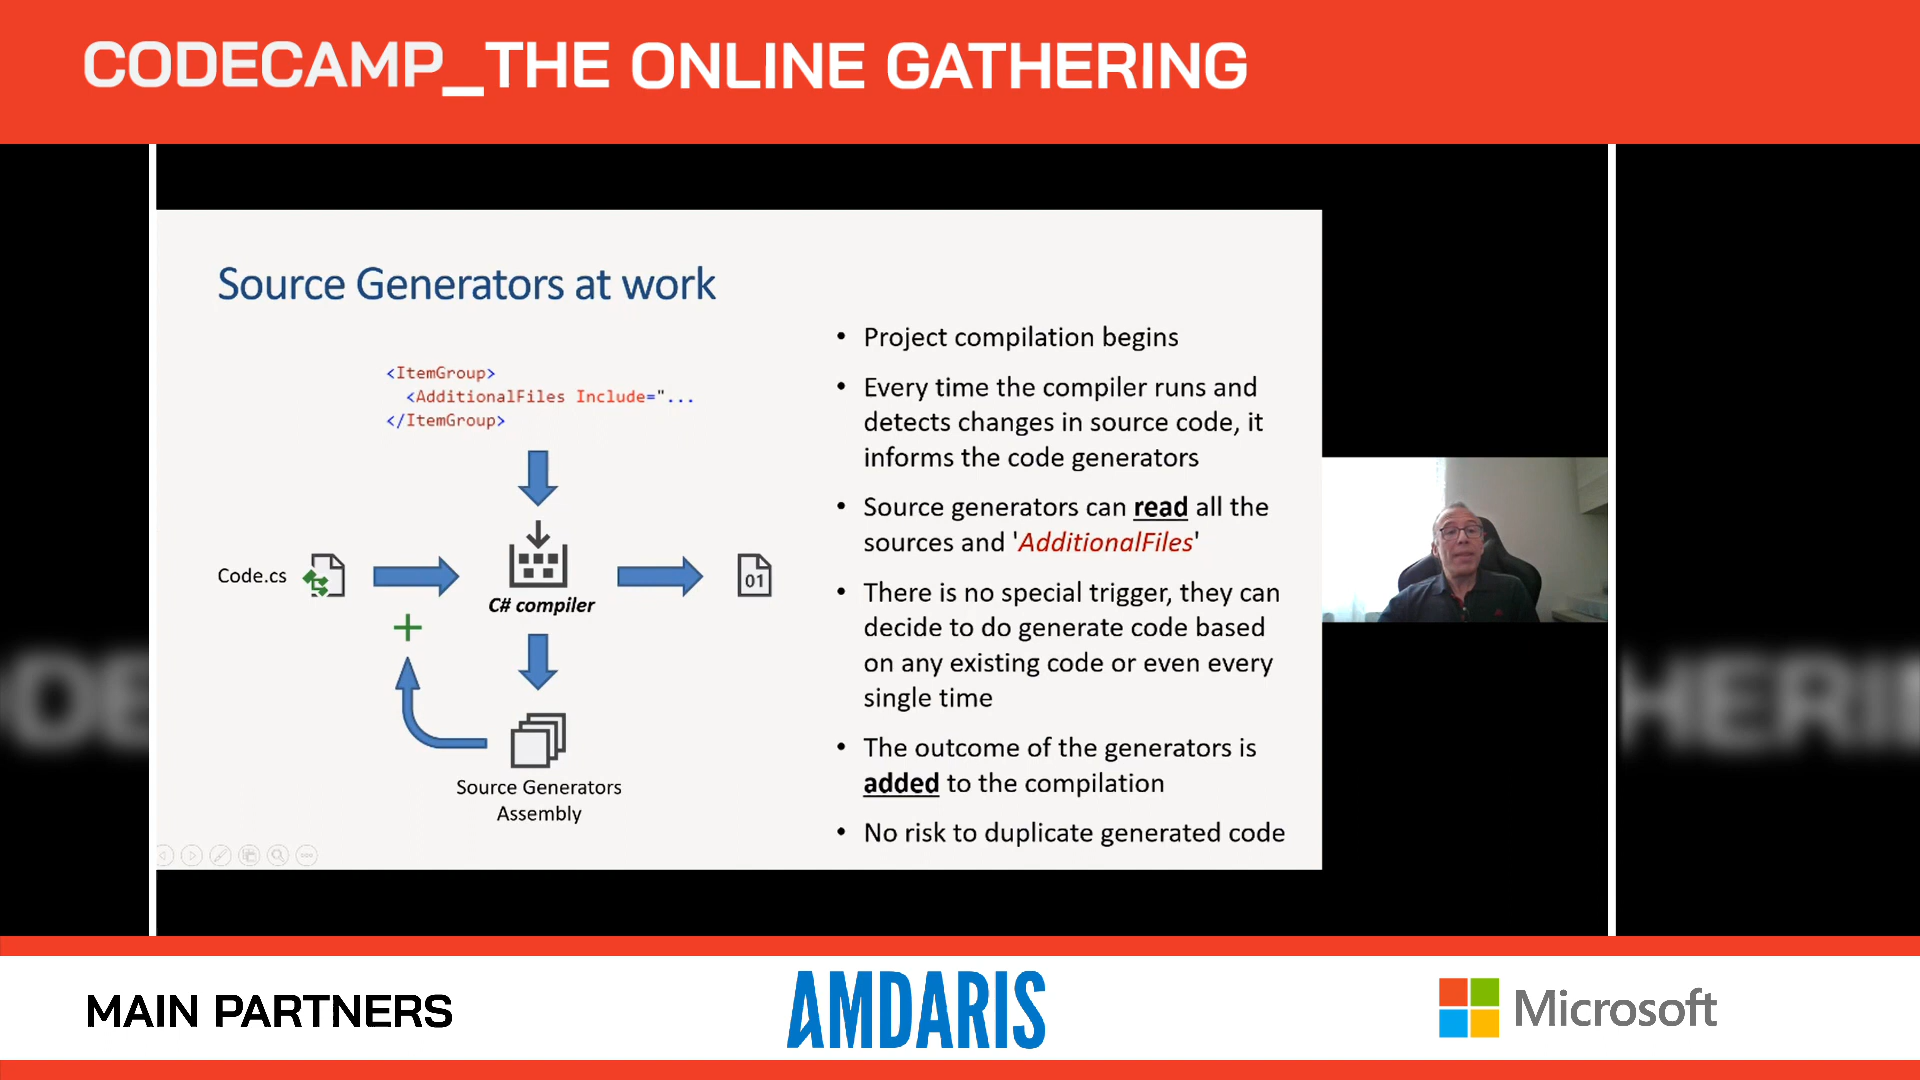 CODECAMP_THE ONLINE GATHERING
Source Generators at work
<ItemGroup>
<AdditionalFiles Include="...
</ItemGroup>
Code.cs
C# compiler
01
Source Generators
Assembly
• Project compilation begins
• Every time the compiler runs and
detects changes in source code, it
informs the code generators
• Source generators can read all the
sources and 'AdditionalFiles'
• There is no special trigger, they can
decide to do generate code based
on any existing code or even every
single time
• The outcome of the generators is
added to the compilation
• No risk to duplicate generated code
MAIN PARTNERS
AMDARIS
Microsoft